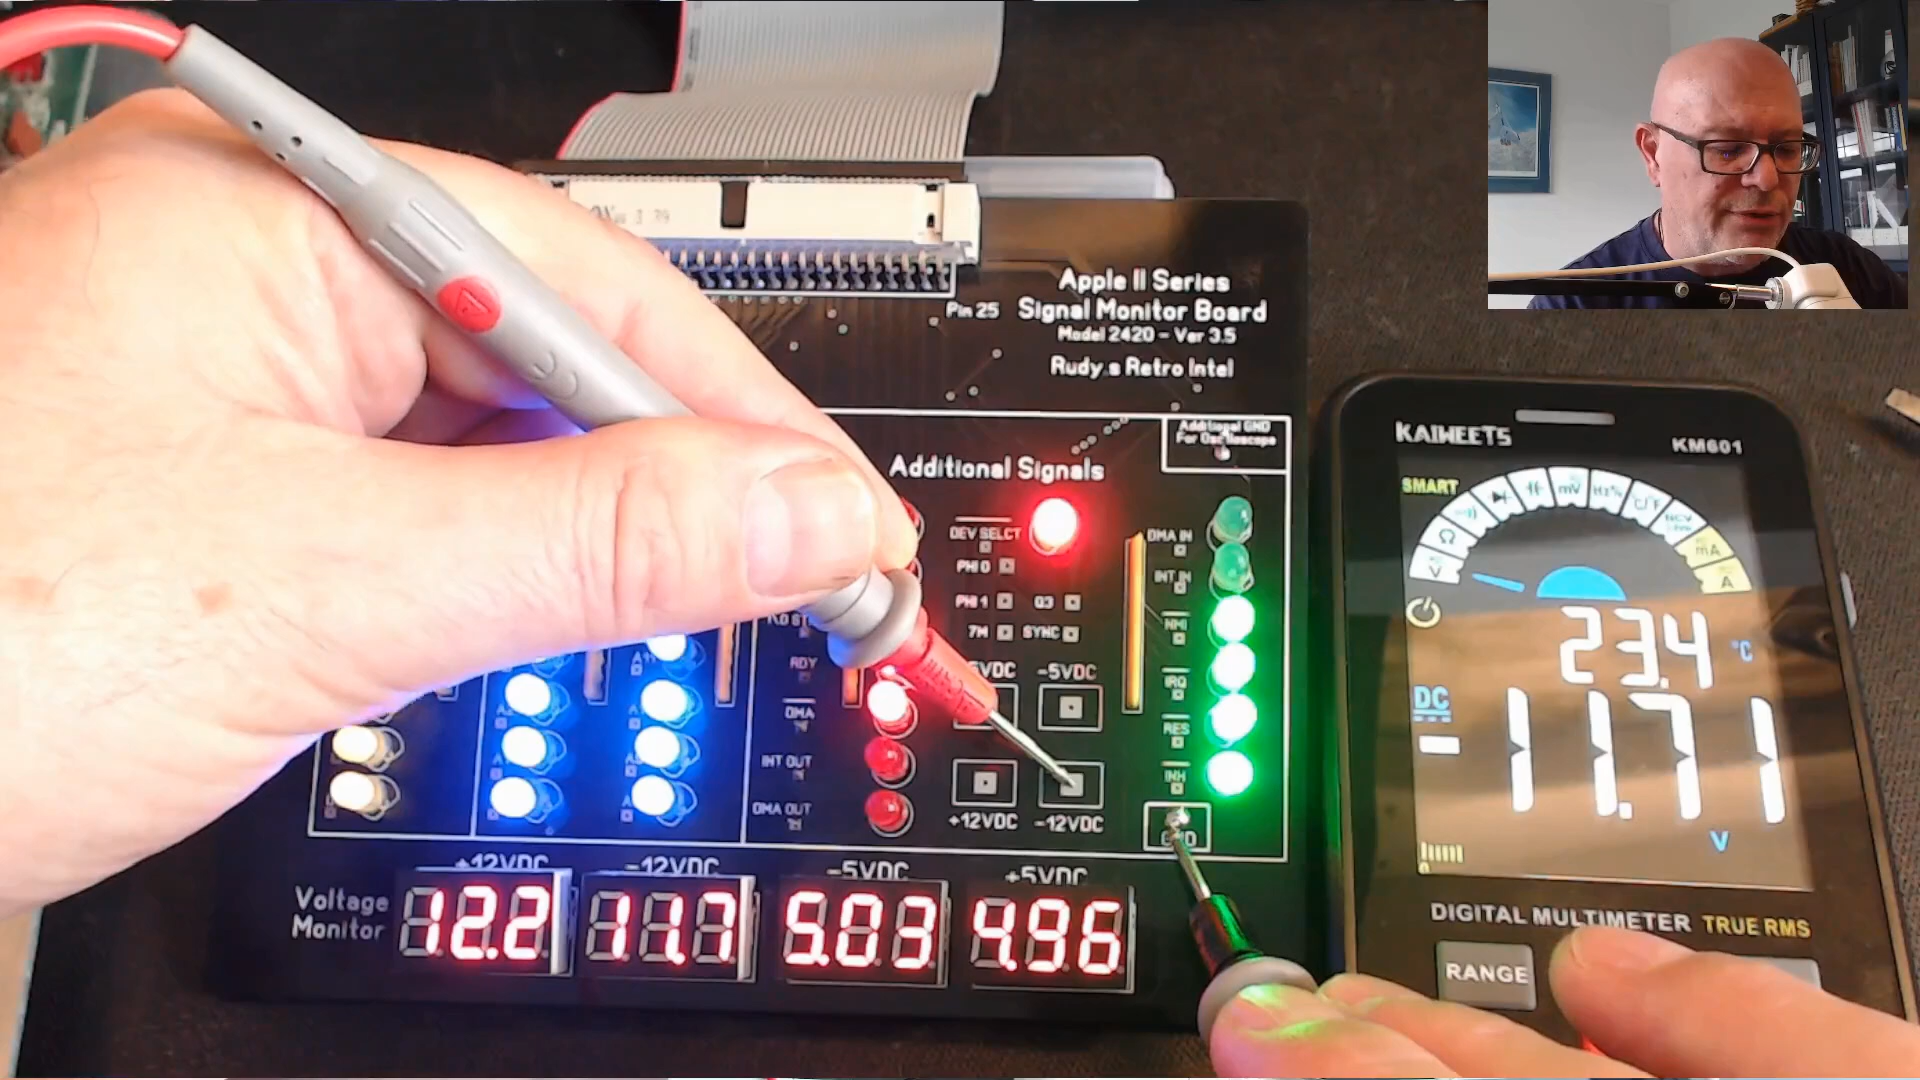 Apple II Series
Pin 25
Signal Monitor Board
Model 2420 - Ver 3.5
Rudy s Retro Intel
Additional GND
For Oscilloscope
Additional Signals
DEV SELCT
PHI 0
PHI 1
Q3
7M
SYNC
RDY
DMA
INT OUT
DMA OUT
5VDC
-5VDC
+12VDC
-12VDC
DMA IN
INT IN
NMI
IRQ
RES
INH
GND
+12VDC
-12VDC
-5VDC
+5VDC
Voltage
Monitor
12.2
11.7
5.03
4.96
KAIWEETS
KM601
SMART
Ω
mV
Hz%
°C/°F
NCV
mA
A
23.4 °C
DC
-11.71
V
DIGITAL MULTIMETER TRUE RMS
RANGE